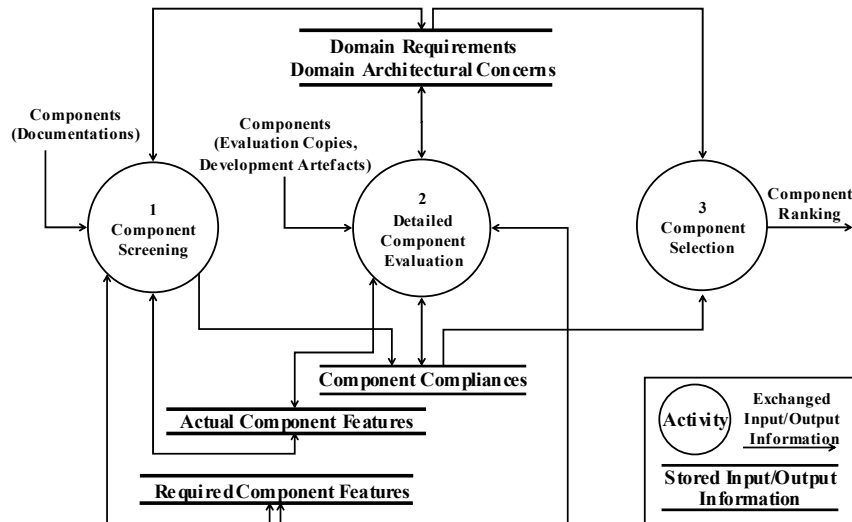 Domain Requirements
Domain Architectural Concerns
Components
(Documentations)
Components
(Evaluation Copies,
Development Artefacts)
1
Component
Screening
2
Detailed
Component
Evaluation
3
Component
Selection
Component
Ranking
Component Compliances
Actual Component Features
Required Component Features
Activity
Exchanged
Input/Output
Information
Stored Input/Output
Information